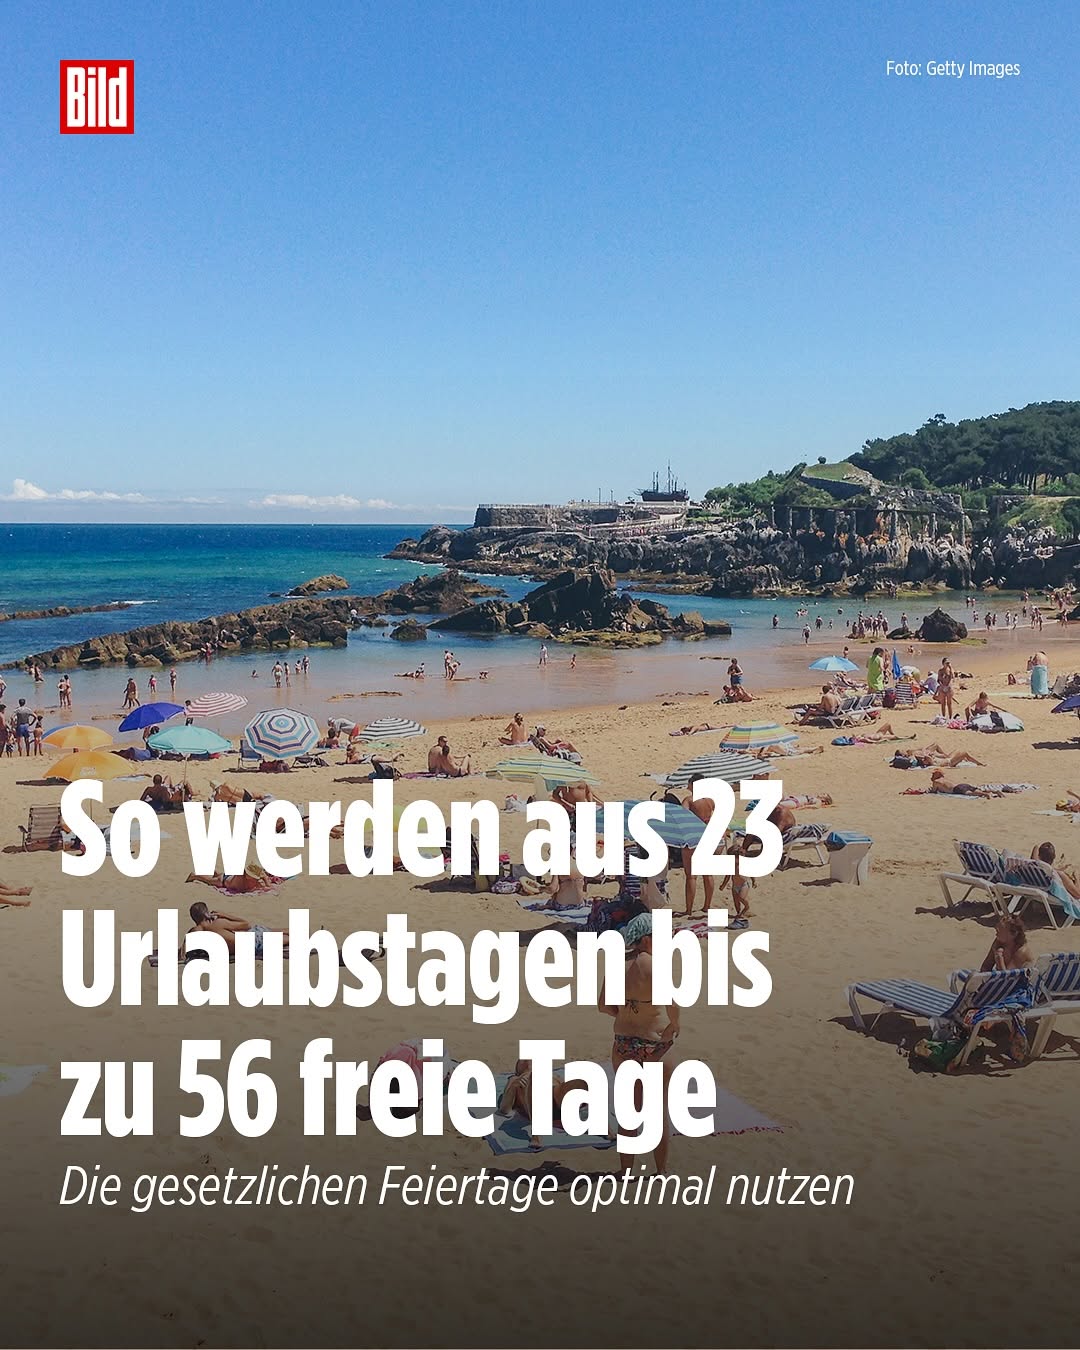 Bild
Foto: Getty Images
So werden aus 23
Urlaubstagen bis
zu 56 freie Tage
Die gesetzlichen Feiertage optimal nutzen